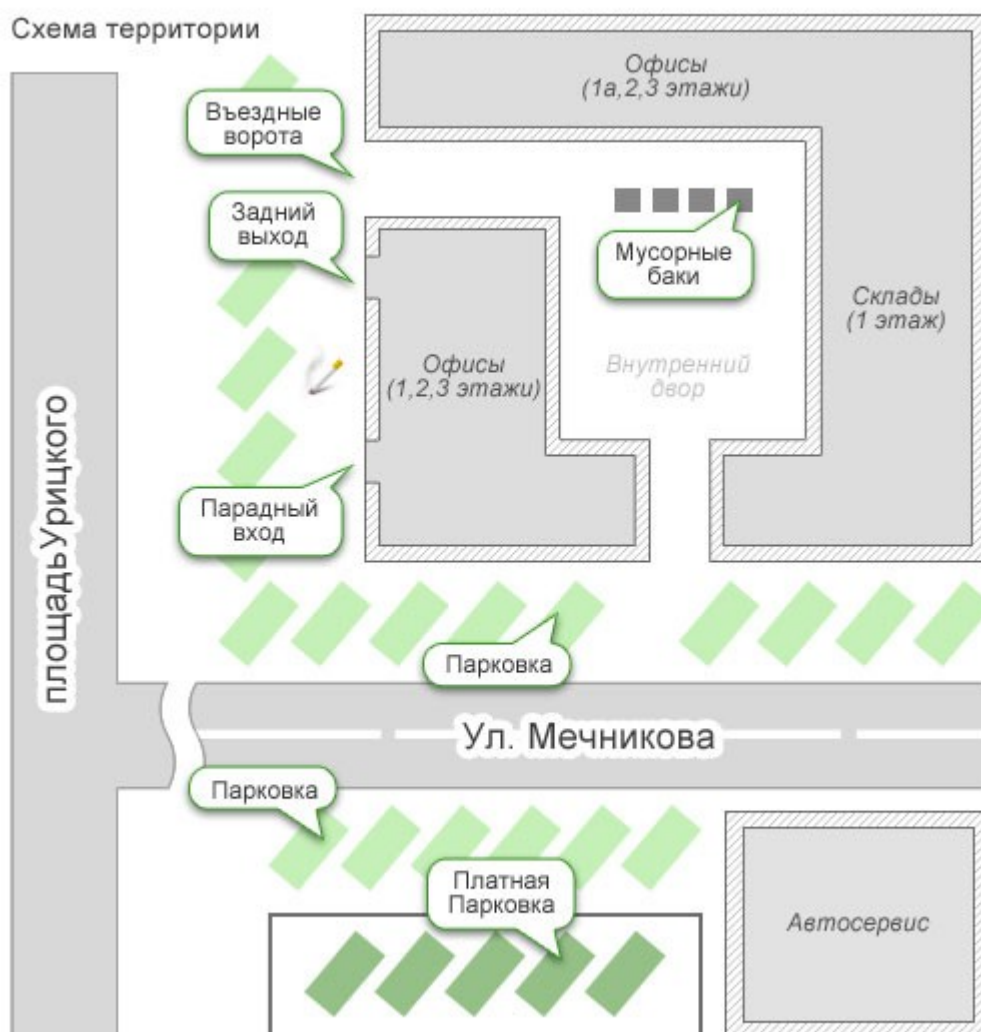 Схема территории
Офисы
(1а,2,3 этажи)
Въездные
ворота
Задний
выход
Мусорные
баки
Склады
(1 этаж)
Офисы
(1,2,3 этажи)
Внутренний
двор
площадьУрицкого
Парадный
вход
Парковка
Ул. Мечникова
Парковка
Платная
Парковка
Автосервис